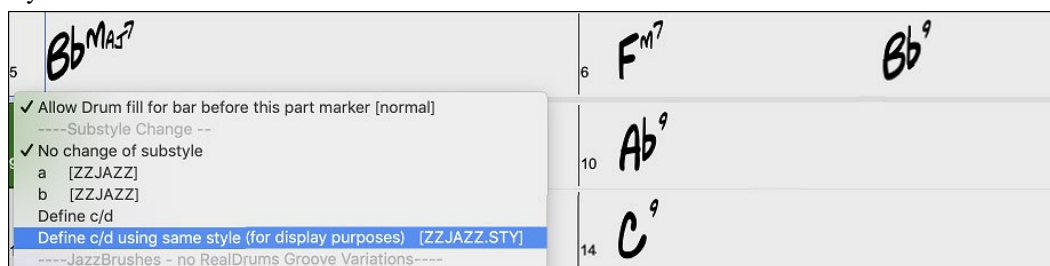 5 BbMAJ7 6 Fm7 Bb9
✓ Allow Drum fill for bar before this part marker [normal]
----Substyle Change --
✓ No change of substyle
a [ZZJAZZ]
b [ZZJAZZ]
Define c/d
Define c/d using same style (for display purposes) [ZZJAZZ.STY]
----JazzBrushes - no RealDrums Groove Variations----
10 Ab9
14 C9